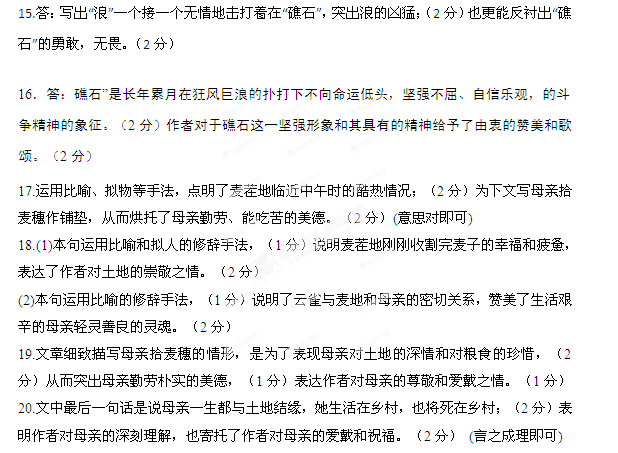 15.答：写出“浪”一个接一个无情地击打着在“礁石”，突出浪的凶猛；（2 分）也更能反衬出“礁
石”的勇敢，无畏。（2 分）
16．答：礁石”是长年累月在狂风巨浪的扑打下不向命运低头，坚强不屈、自信乐观，的斗
争精神的象征。（2 分）作者对于礁石这一坚强形象和其具有的精神给予了由衷的赞美和歌
颂。（2 分）
17.运用比喻、拟物等手法，点明了麦茬地临近中午时的酷热情况；（2 分）为下文写母亲拾
麦穗作铺垫，从而烘托了母亲勤劳、能吃苦的美德。（2 分）(意思对即可)
18.(1)本句运用比喻和拟人的修辞手法，（1 分）说明麦茬地刚刚收割完麦子的幸福和疲惫，
表达了作者对土地的崇敬之情。（2 分）
(2)本句运用比喻的修辞手法，（1 分）说明了云雀与麦地和母亲的密切关系，赞美了生活艰
辛的母亲轻灵善良的灵魂。（2 分）
19.文章细致描写母亲拾麦穗的情形，是为了表现母亲对土地的深情和对粮食的珍惜，（2
分）从而突出母亲勤劳朴实的美德，（1 分）表达作者对母亲的尊敬和爱戴之情。（1 分）
20.文中最后一句话是说母亲一生都与土地结缘，她生活在乡村，也将死在乡村；（2 分）表
明作者对母亲的深刻理解，也寄托了作者对母亲的爱戴和祝福。（2 分） (言之成理即可)